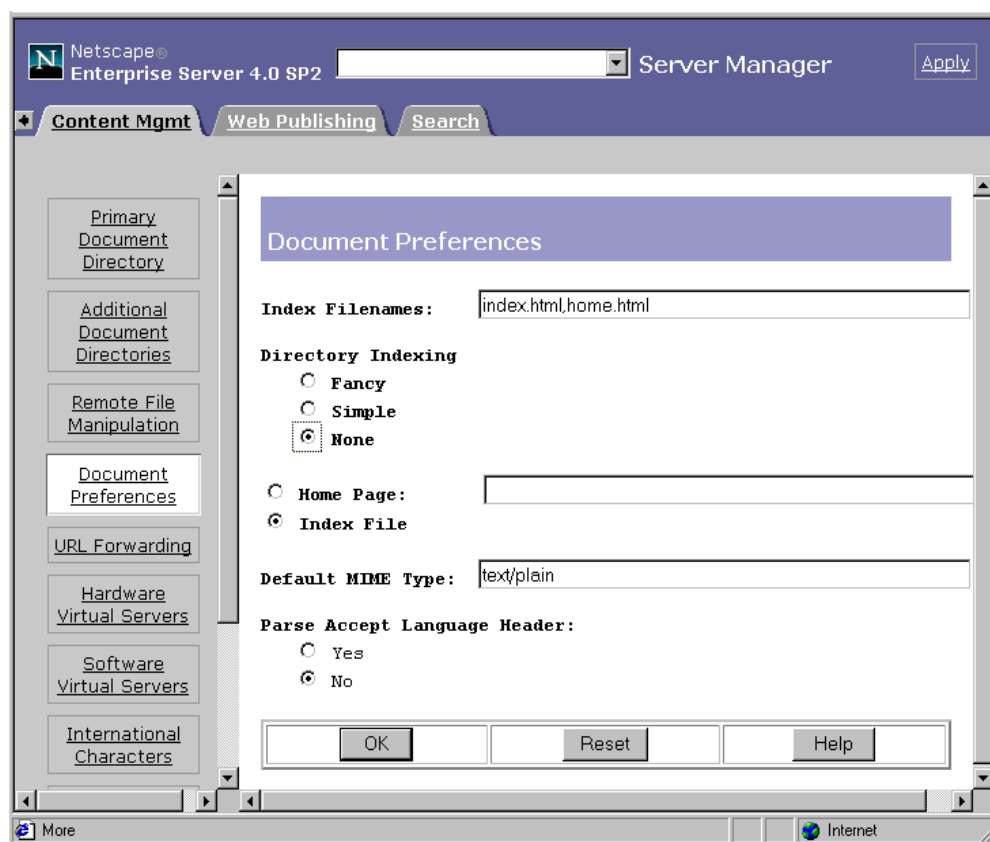 Netscape®
Enterprise Server 4.0 SP2
Server Manager
Apply
Content Mgmt
Web Publishing
Search
Primary
Document
Directory
Additional
Document
Directories
Remote File
Manipulation
Document
Preferences
URL Forwarding
Hardware
Virtual Servers
Software
Virtual Servers
International
Characters
Document Preferences
Index Filenames: index.html,home.html
Directory Indexing
Fancy
Simple
None
Home Page:
Index File
Default MIME Type: text/plain
Parse Accept Language Header:
Yes
No
OK Reset Help
More
Internet